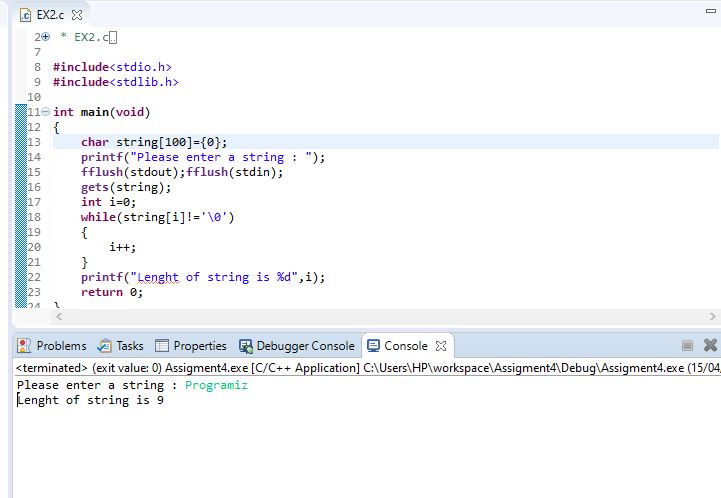 EX2.c
2 * EX2.c
7
8 #include<stdio.h>
9 #include<stdlib.h>
10
11 int main(void)
12 {
13 char string[100]={0};
14 printf("Please enter a string : ");
15 fflush(stdout);fflush(stdin);
16 gets(string);
17 int i=0;
18 while(string[i]!='\0')
19 {
20 i++;
21 }
22 printf("Lenght of string is %d",i);
23 return 0;
24 }
Problems Tasks Properties Debugger Console Console
<terminated> (exit value: 0) Assigment4.exe [C/C++ Application] C:\Users\HP\workspace\Assigment4\Debug\Assigment4.exe (15/04,
Please enter a string : Programiz
Lenght of string is 9